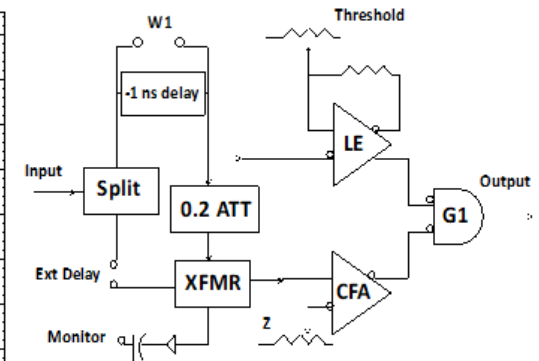 W1
Threshold
-1 ns delay
LE
Input
Split
Output
0.2 ATT
G1
Ext Delay
XFMR
CFA
Monitor
Z